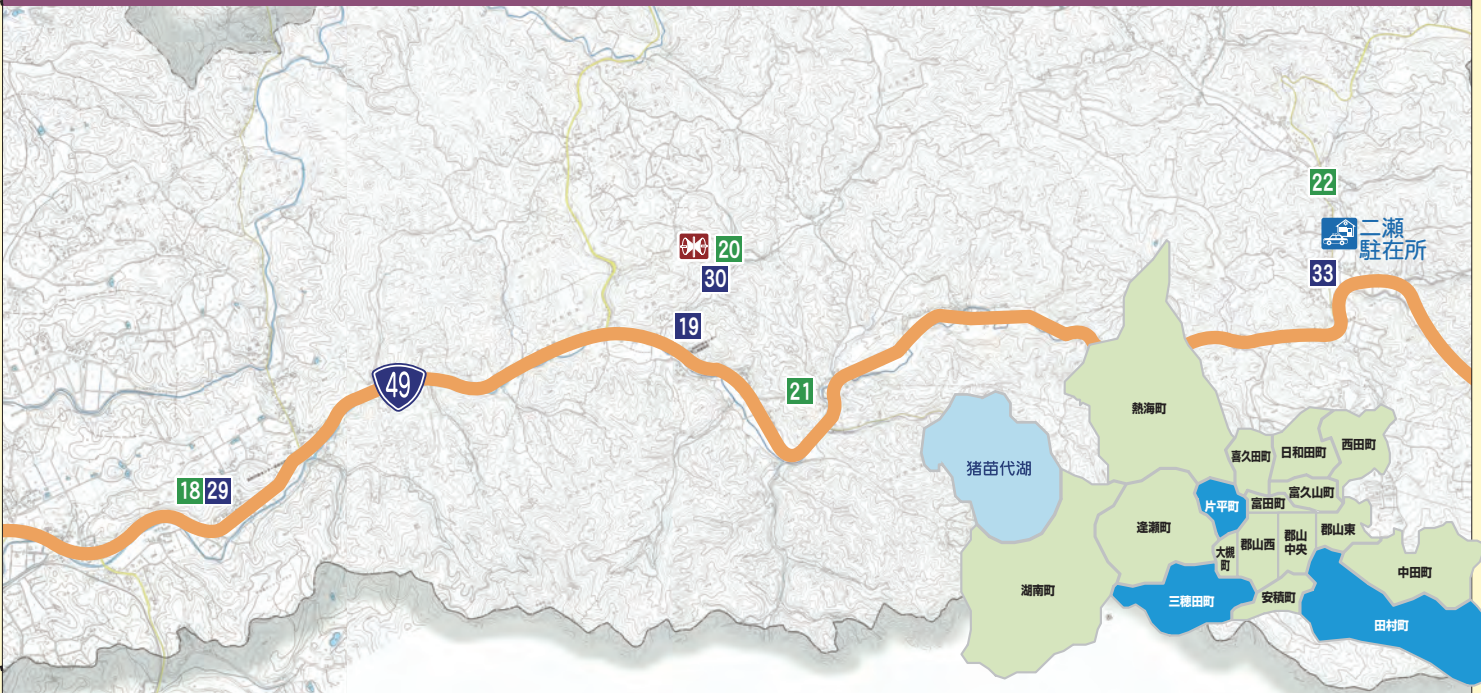 22
二瀬
駐在所
33
20
30
19
49
21
18 29
猪苗代湖
熱海町
喜久田町
日和田町
西田町
片平町
富田町
富久山町
逢瀬町
大槻
町
郡山西
郡山
中央
郡山東
湖南町
三穂田町
安積町
中田町
田村町